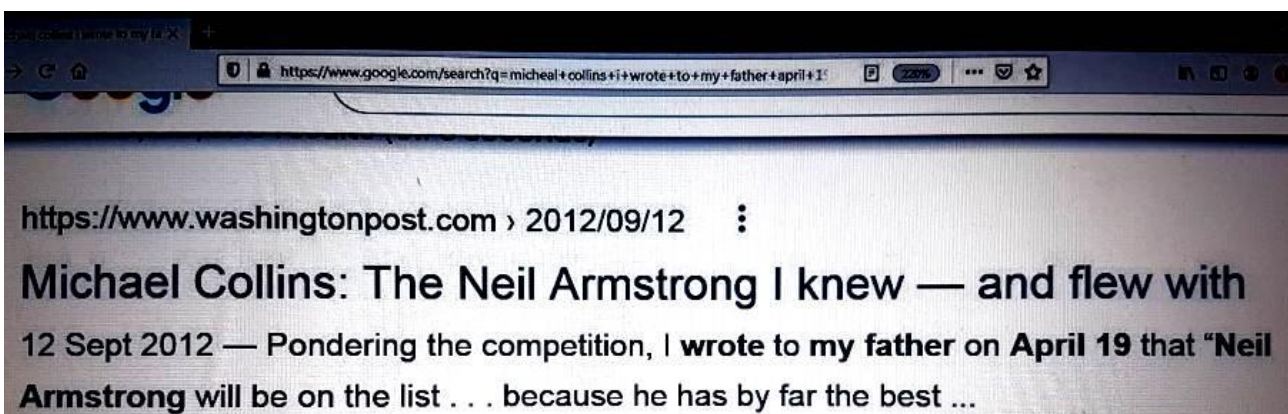 https://www.google.com/search?q=micheal+collins+i+wrote+to+my+father+april+1
220%
https://www.washingtonpost.com › 2012/09/12
Michael Collins: The Neil Armstrong I knew — and flew with
12 Sept 2012 — Pondering the competition, I wrote to my father on April 19 that “Neil
Armstrong will be on the list . . . because he has by far the best ...